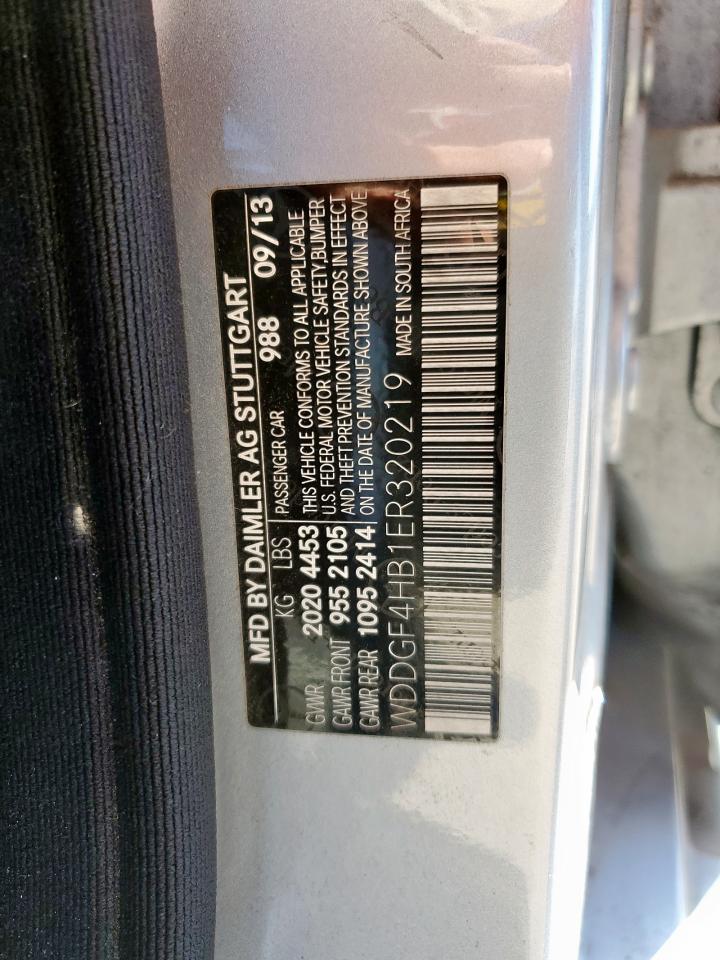 MFD BY DAIMLER AG STUTTGART
KG LBS PASSENGER CAR 988 09/13
GVWR 2020 4453 THIS VEHICLE CONFORMS TO ALL APPLICABLE
U.S. FEDERAL MOTOR VEHICLE SAFETY,BUMPER
GAWR FRONT 955 2105 AND THEFT PREVENTION STANDARDS IN EFFECT
GAWR REAR 1095 2414 ON THE DATE OF MANUFACTURE SHOWN ABOVE
WDDGF4HB1ER320219 MADE IN SOUTH AFRICA